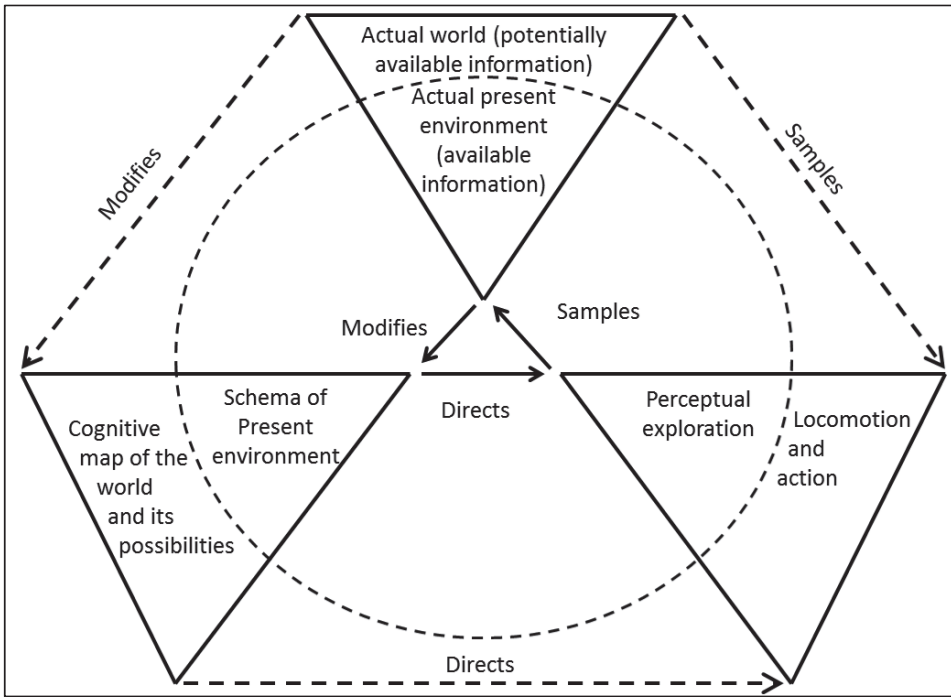 Actual world (potentially
available information)
Actual present
environment
(available
information)
Modifies
Samples
Modifies
Samples
Directs
Schema of
Present
environment
Cognitive
map of the
world
and its
possibilities
Perceptual
exploration
Locomotion
and
action
Directs